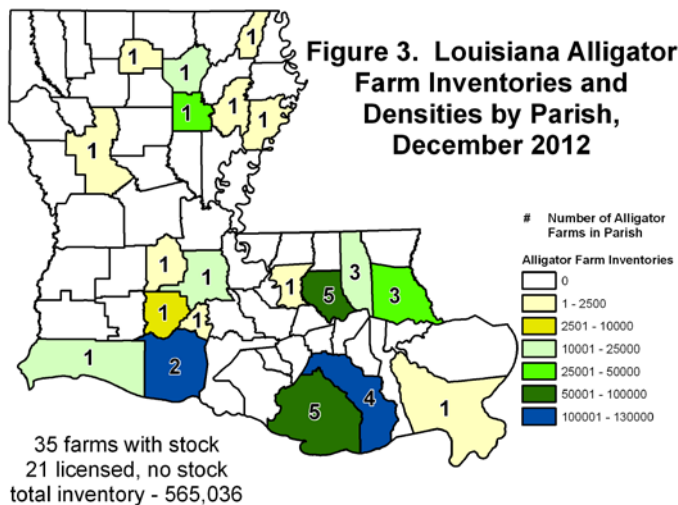 Figure 3.  Louisiana Alligator
Farm Inventories and
Densities by Parish,
December 2012
1
1
1
1
1
1
1
# Number of Alligator
Farms in Parish
Alligator Farm Inventories
0
1 - 2500
2501 - 10000
10001 - 25000
25001 - 50000
50001 - 100000
100001 - 130000
1
1
1
5
3
3
1
1
1
2
5
4
1
35 farms with stock
21 licensed, no stock
total inventory - 565,036